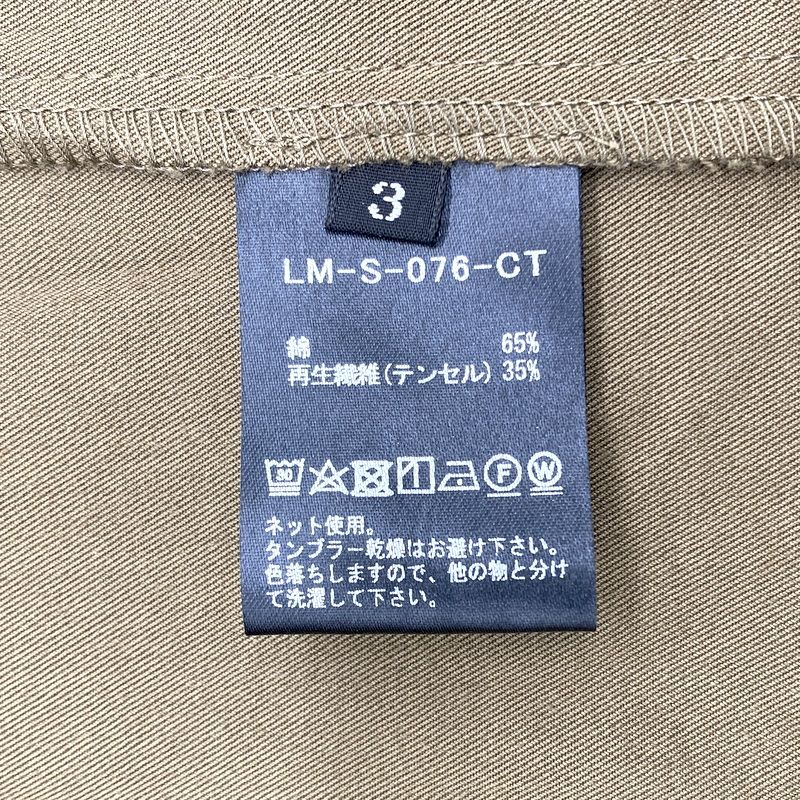 3
LM-S-076-CT
綿 65%
再生繊維(テンセル) 35%
30 F W
ネット使用。
タンブラー乾燥はお避け下さい。
色落ちしますので、他の物と分け
て洗濯して下さい。